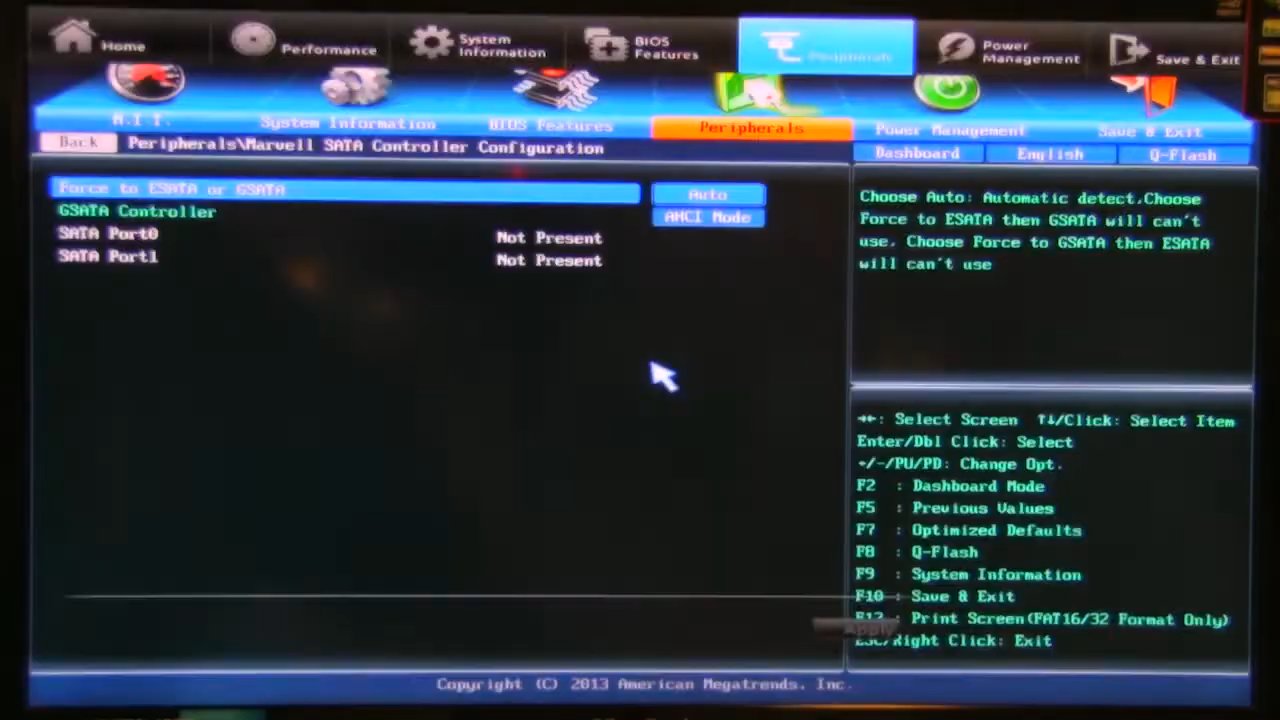 Home
Performance
System Information
BIOS Features
Peripherals
Power Management
Save & Exit
M.I.T.
System Information
BIOS Features
Peripherals
Power Management
Save & Exit
Back
Peripherals\Marvell SATA Controller Configuration
Dashboard
English
Q-Flash
Force to ESATA or GSATA
Auto
GSATA Controller
AHCI Mode
SATA Port0
Not Present
SATA Port1
Not Present
Choose Auto: Automatic detect,Choose
Force to ESATA then GSATA will can't
use, Choose Force to GSATA then ESATA
will can't use
→←: Select Screen ↑↓/Click: Select Item
Enter/Dbl Click: Select
+/-/PU/PD: Change Opt.
F2 : Dashboard Mode
F5 : Previous Values
F7 : Optimized Defaults
F8 : Q-Flash
F9 : System Information
F10 : Save & Exit
F12 : Print Screen(FAT16/32 Format Only)
ESC/Right Click: Exit
Apply
Copyright (C) 2013 American Megatrends, Inc.